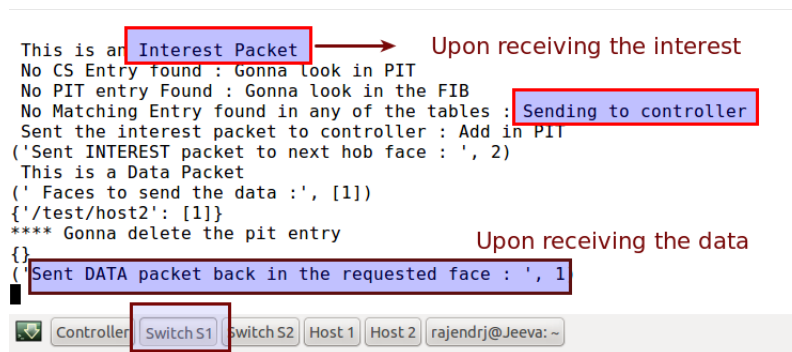 This is an Interest Packet Upon receiving the interest
No CS Entry found : Gonna look in PIT
No PIT entry Found : Gonna look in the FIB
No Matching Entry found in any of the tables : Sending to controller
Sent the interest packet to controller : Add in PIT
('Sent INTEREST packet to next hob face : ', 2)
This is a Data Packet
(' Faces to send the data :', [1])
{'/test/host2': [1]}
**** Gonna delete the pit entry
Upon receiving the data
{}
('Sent DATA packet back in the requested face : ', 1)
Controller Switch S1 Switch S2 Host 1 Host 2 rajendrj@Jeeva: ~